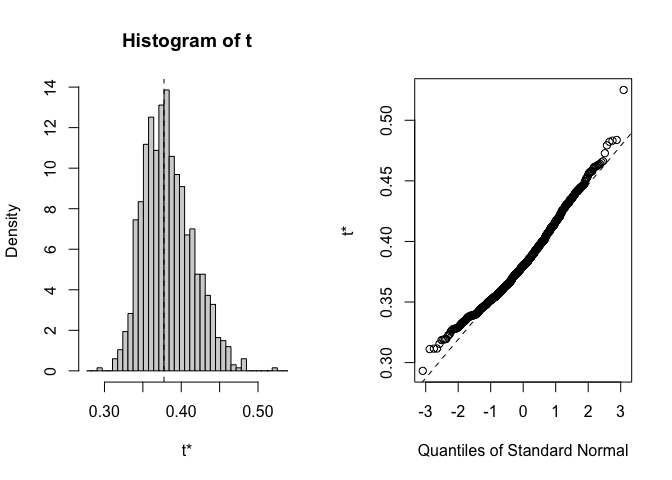 Histogram of t
Density
0 2 4 6 8 10 12 14
0.30 0.40 0.50
t*
t*
0.30 0.35 0.40 0.45 0.50
-3 -2 -1 0 1 2 3
Quantiles of Standard Normal